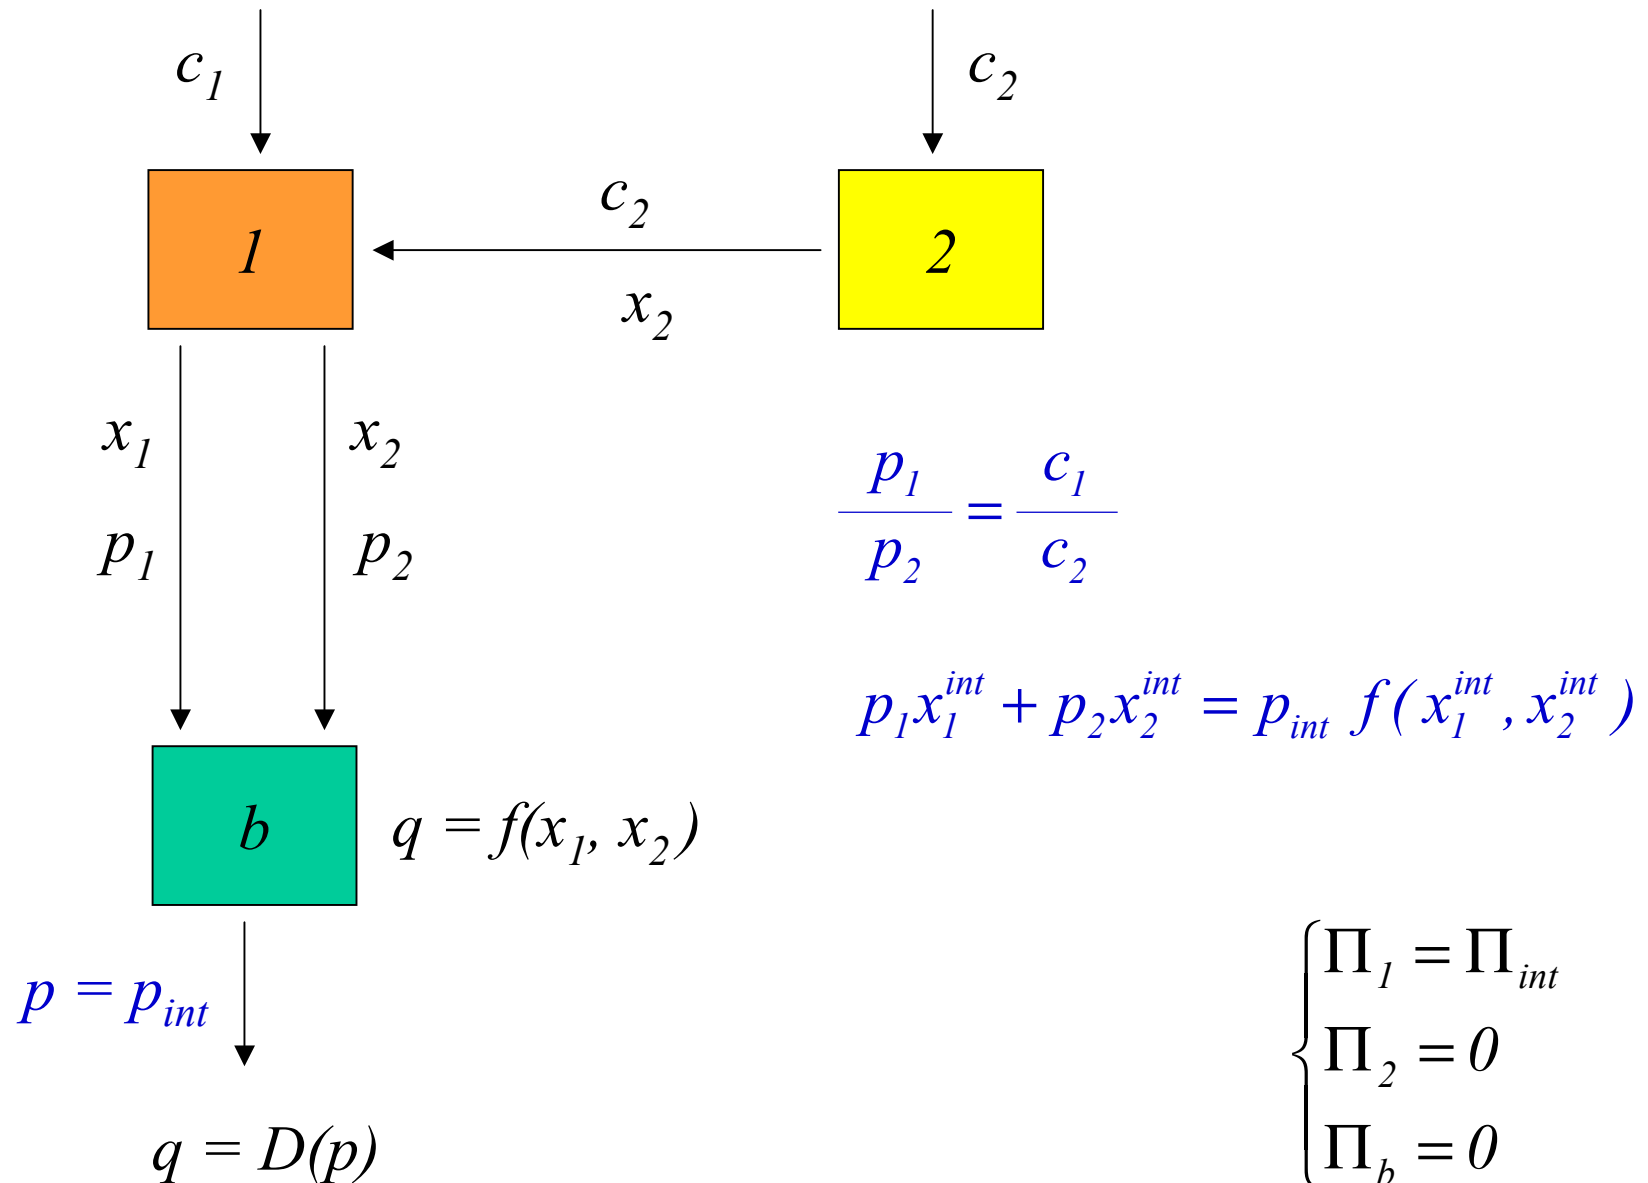 c₁
c₂
1
c₂
x₂
2
x₁
x₂
p₁
p₂
p₁/p₂ = c₁/c₂
p₁x₁^int + p₂x₂^int = p_int f(x₁^int, x₂^int)
b
q = f(x₁, x₂)
p = p_int
Π₁ = Π_int
Π₂ = 0
Π_b = 0
q = D(p)